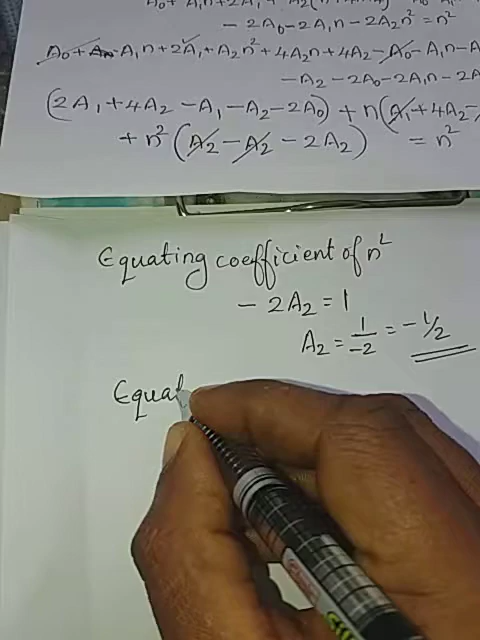 - 2A₀ - 2A₁n - 2A₂n² = n²
A₀ + A₁n + 2A₁ + A₂n² + 4A₂n + 4A₂ - A₀ - A₁n - A
- A₂ - 2A₀ - 2A₁n - 2A
(2A₁ + 4A₂ - A₁ - A₂ - 2A₀) + n(A₁ + 4A₂ -
+ n² (A₂ - A₂ - 2A₂) = n²
Equating coefficient of n²
- 2A₂ = 1
A₂ = 1/-2 = -1/2
Equat